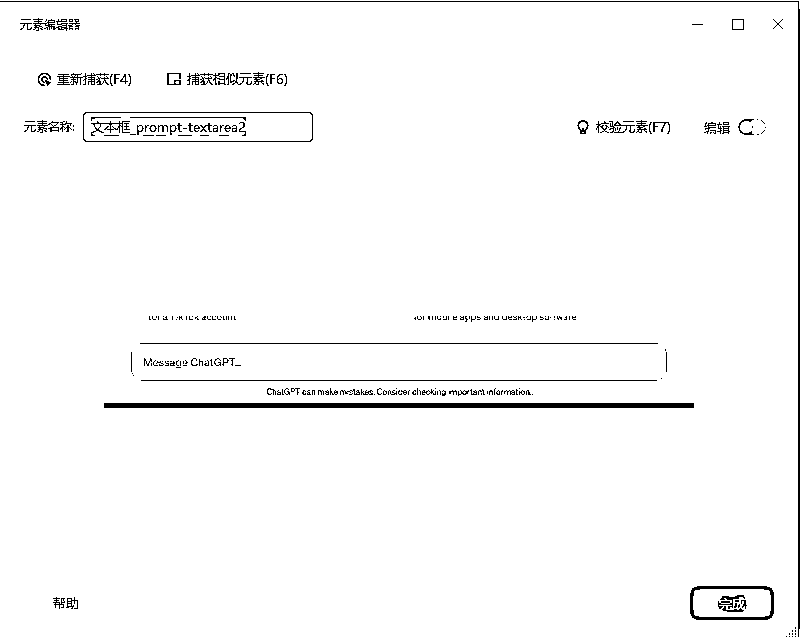 元素编辑器
重新捕获(F4) 捕获相似元素(F6)
元素名称: 文本框_prompt-textarea2 校验元素(F7) 编辑
for a TikTok account for mobile apps and desktop software
Message ChatGPT...
ChatGPT can make mistakes. Consider checking important information.
帮助 完成